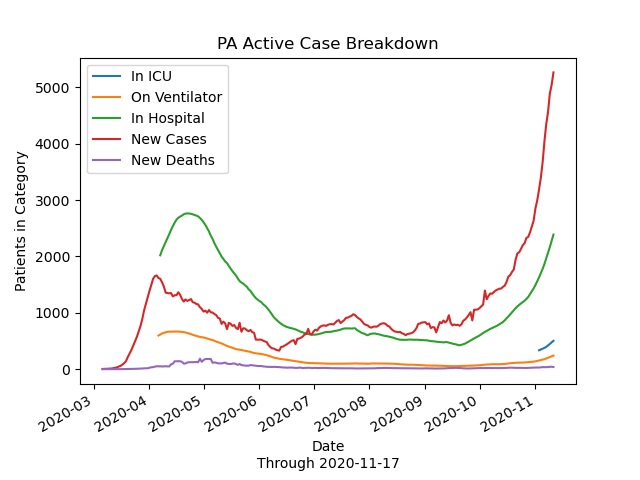 PA Active Case Breakdown
In ICU
On Ventilator
In Hospital
New Cases
New Deaths
Patients in Category
5000
4000
3000
2000
1000
0
2020-03
2020-04
2020-05
2020-06
2020-07
2020-08
2020-09
2020-10
2020-11
Date
Through 2020-11-17